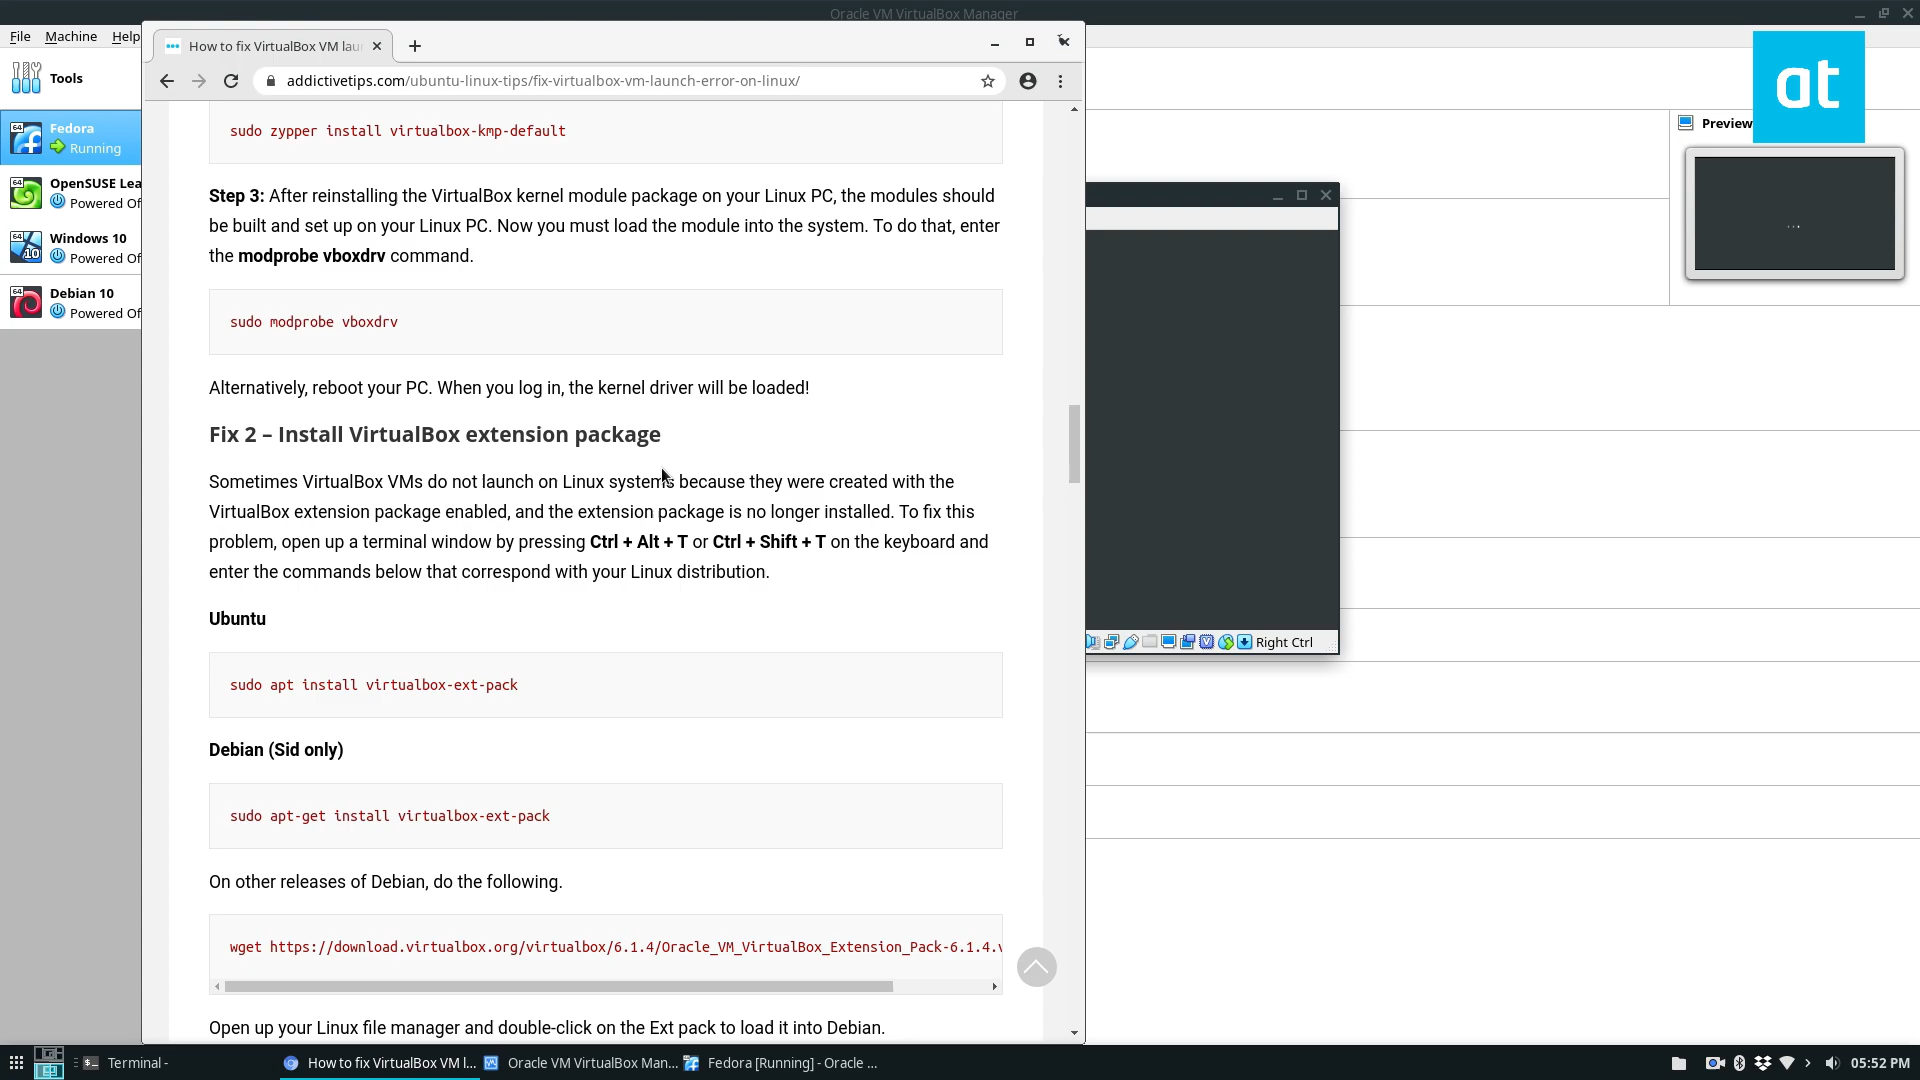 Oracle VM VirtualBox Manager
File Machine Help
How to fix VirtualBox VM lau
addictivetips.com/ubuntu-linux-tips/fix-virtualbox-vm-launch-error-on-linux/
at
Tools
64
Fedora
Running
64
OpenSUSE Lea
Powered Of
64
10
Windows 10
Powered Of
64
Debian 10
Powered Of
Preview
sudo zypper install virtualbox-kmp-default
Step 3: After reinstalling the VirtualBox kernel module package on your Linux PC, the modules should
be built and set up on your Linux PC. Now you must load the module into the system. To do that, enter
the modprobe vboxdrv command.
sudo modprobe vboxdrv
Alternatively, reboot your PC. When you log in, the kernel driver will be loaded!
Fix 2 – Install VirtualBox extension package
Sometimes VirtualBox VMs do not launch on Linux systems because they were created with the
VirtualBox extension package enabled, and the extension package is no longer installed. To fix this
problem, open up a terminal window by pressing Ctrl + Alt + T or Ctrl + Shift + T on the keyboard and
enter the commands below that correspond with your Linux distribution.
Ubuntu
sudo apt install virtualbox-ext-pack
Right Ctrl
Debian (Sid only)
sudo apt-get install virtualbox-ext-pack
On other releases of Debian, do the following.
wget https://download.virtualbox.org/virtualbox/6.1.4/Oracle_VM_VirtualBox_Extension_Pack-6.1.4.v
Open up your Linux file manager and double-click on the Ext pack to load it into Debian.
Terminal -
How to fix VirtualBox VM l...
Oracle VM VirtualBox Man...
Fedora [Running] - Oracle ...
05:52 PM